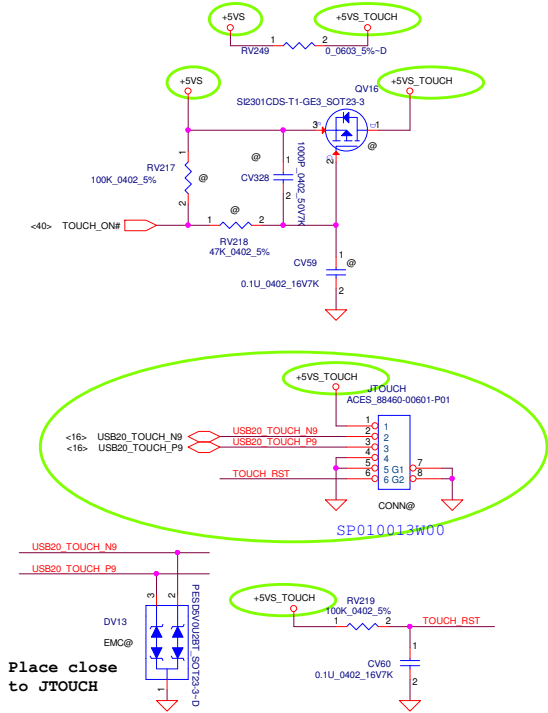 +5VS +5VS_TOUCH
1 2
RV249 0_0603_5%~D
+5VS +5VS_TOUCH
QV16
SI2301CDS-T1-GE3_SOT23-3
3 1
S D
G
2
@
1
RV217
100K_0402_5%
@
2
@
1
CV328
2
1000P_0402_50V7K
<40> TOUCH_ON#
@
1 2
RV218
47K_0402_5%
CV59
1
@
0.1U_0402_16V7K
2
+5VS_TOUCH
JTOUCH
ACES_88460-00601-P01
<16> USB20_TOUCH_N9 USB20_TOUCH_N9
<16> USB20_TOUCH_P9 USB20_TOUCH_P9
TOUCH_RST
1 1
2 2
3 3
4 4
5 5 G1 7
6 6 G2 8
CONN@
SP010013W00
USB20_TOUCH_N9
USB20_TOUCH_P9
3 2
DV13
EMC@
1
PESD5V0U2BT_SOT23-3~D
Place close
to JTOUCH
+5VS_TOUCH
RV219
100K_0402_5%
1 2
TOUCH_RST
1
CV60
0.1U_0402_16V7K
2